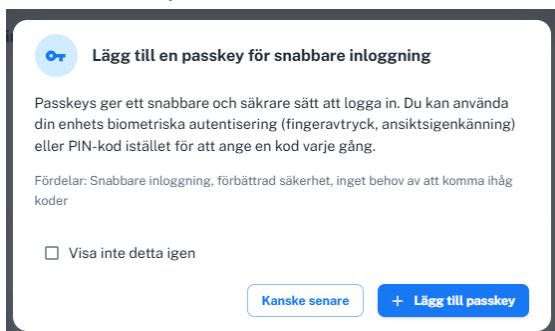 Lägg till en passkey för snabbare inloggning
Passkeys ger ett snabbare och säkrare sätt att logga in. Du kan använda
din enhets biometriska autentisering (fingeravtryck, ansiktsigenkänning)
eller PIN-kod istället för att ange en kod varje gång.
Fördelar: Snabbare inloggning, förbättrad säkerhet, inget behov av att komma ihåg
koder
Visa inte detta igen
Kanske senare
+ Lägg till passkey